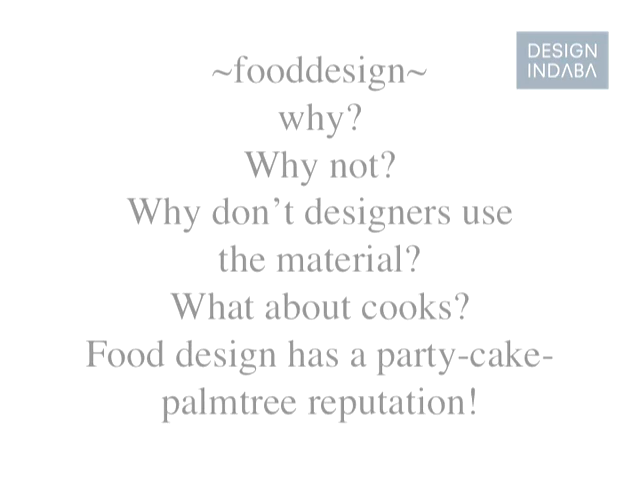 DESIGN
INDABA
~fooddesign~
why?
Why not?
Why don’t designers use
the material?
What about cooks?
Food design has a party-cake-
palmtree reputation!